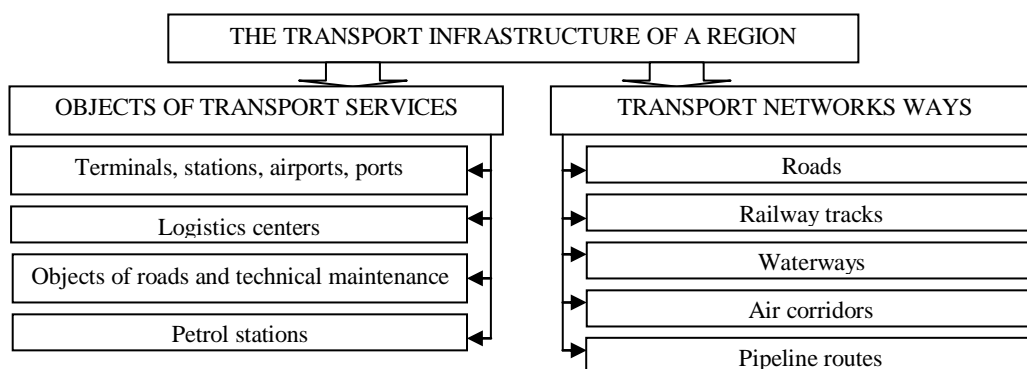 THE TRANSPORT INFRASTRUCTURE OF A REGION
OBJECTS OF TRANSPORT SERVICES
Terminals, stations, airports, ports
Logistics centers
Objects of roads and technical maintenance
Petrol stations
TRANSPORT NETWORKS WAYS
Roads
Railway tracks
Waterways
Air corridors
Pipeline routes